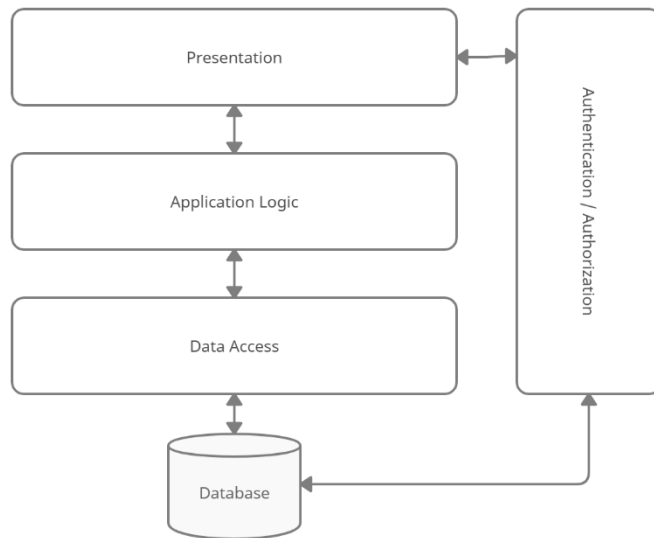 Presentation
Application Logic
Data Access
Database
Authentication / Authorization